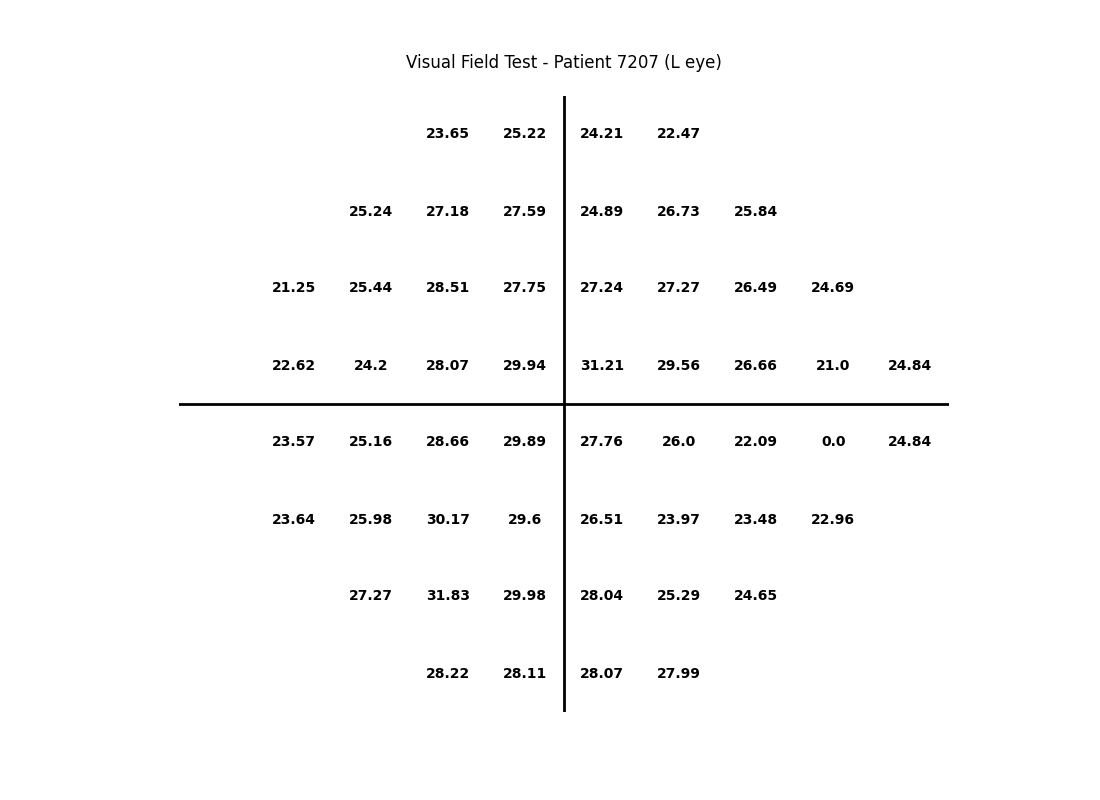 Visual Field Test - Patient 7207 (L eye)
23.65 25.22 24.21 22.47
25.24 27.18 27.59 24.89 26.73 25.84
21.25 25.44 28.51 27.75 27.24 27.27 26.49 24.69
22.62 24.2 28.07 29.94 31.21 29.56 26.66 21.0 24.84
23.57 25.16 28.66 29.89 27.76 26.0 22.09 0.0 24.84
23.64 25.98 30.17 29.6 26.51 23.97 23.48 22.96
27.27 31.83 29.98 28.04 25.29 24.65
28.22 28.11 28.07 27.99